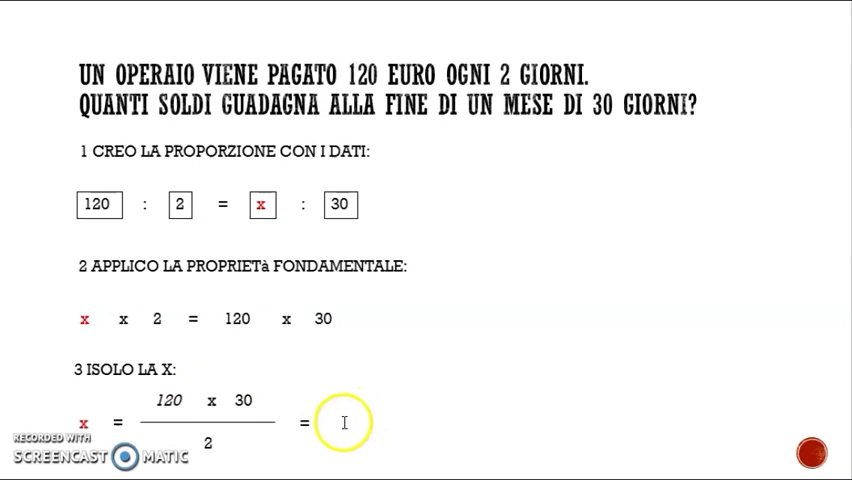 UN OPERAIO VIENE PAGATO 120 EURO OGNI 2 GIORNI.
QUANTI SOLDI GUADAGNA ALLA FINE DI UN MESE DI 30 GIORNI?
1 CREO LA PROPORZIONE CON I DATI:
120 : 2 = x : 30
2 APPLICO LA PROPRIETà FONDAMENTALE:
x x 2 = 120 x 30
3 ISOLO LA X:
120 x 30
x = =
2
RECORDED WITH
SCREENCAST MATIC